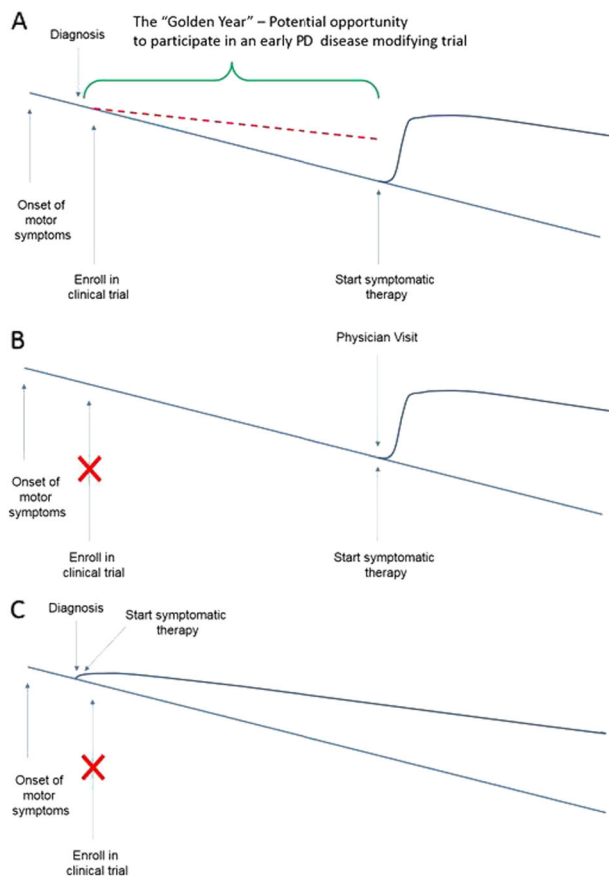 A
The "Golden Year" – Potential opportunity
to participate in an early PD disease modifying trial
Diagnosis
Onset of
motor
symptoms
Enroll in
clinical trial
Start symptomatic
therapy
B
Physician Visit
Onset of
motor
symptoms
Enroll in
clinical trial
Start symptomatic
therapy
C
Diagnosis
Start symptomatic
therapy
Onset of
motor
symptoms
Enroll in
clinical trial